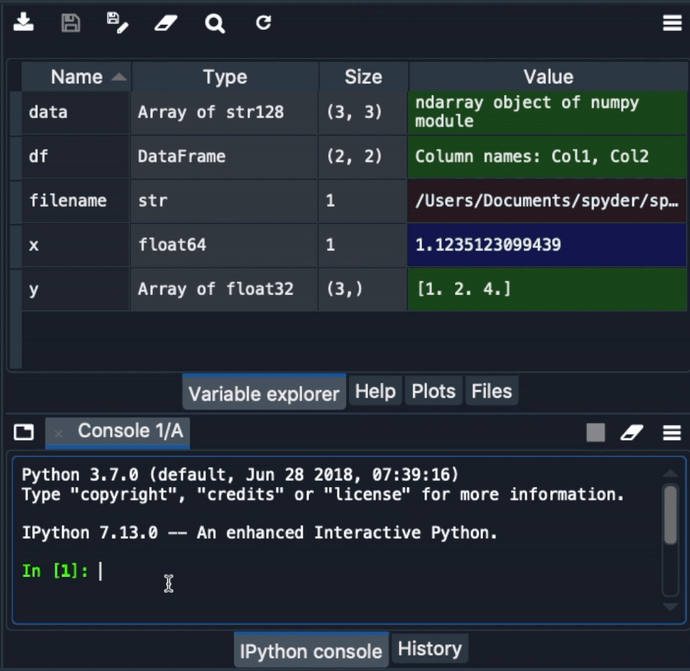 Name Type Size Value
data Array of str128 (3, 3) ndarray object of numpy
module
df DataFrame (2, 2) Column names: Col1, Col2
filename str 1 /Users/Documents/spyder/sp…
x float64 1 1.1235123099439
y Array of float32 (3,) [1. 2. 4.]
Variable explorer Help Plots Files
Console 1/A
Python 3.7.0 (default, Jun 28 2018, 07:39:16)
Type "copyright", "credits" or "license" for more information.
IPython 7.13.0 -- An enhanced Interactive Python.
In [1]:
IPython console History